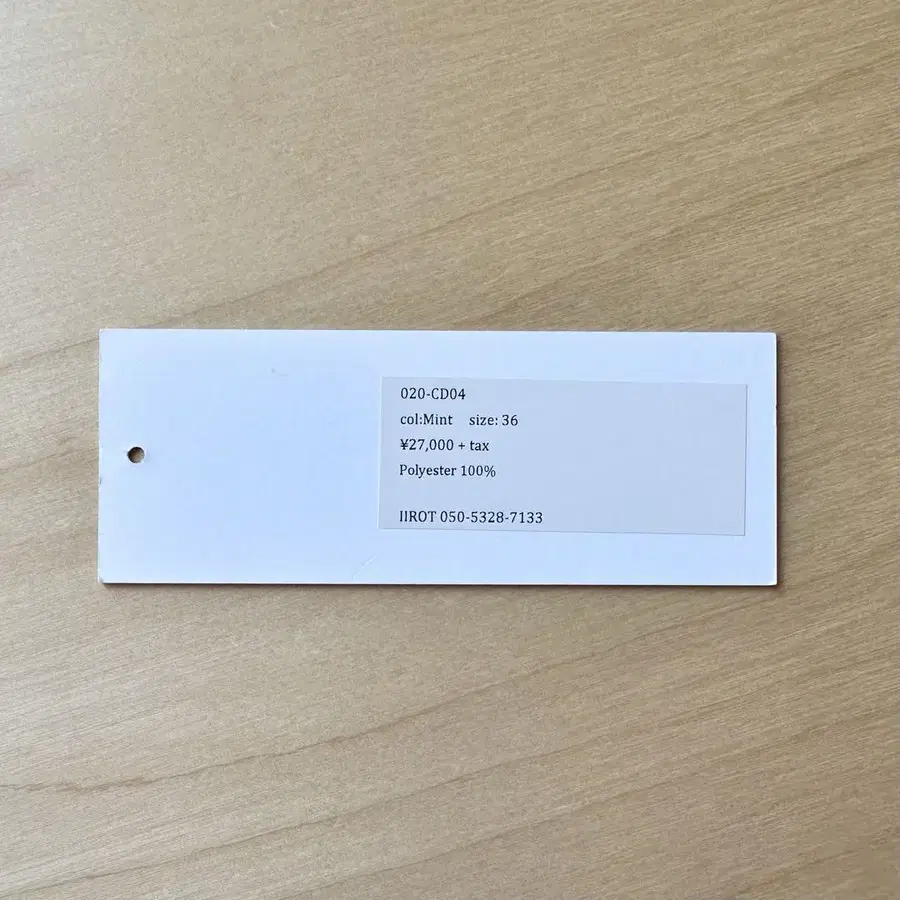 020-CD04
col:Mint size: 36
¥27,000 + tax
Polyester 100%
IIROT 050-5328-7133